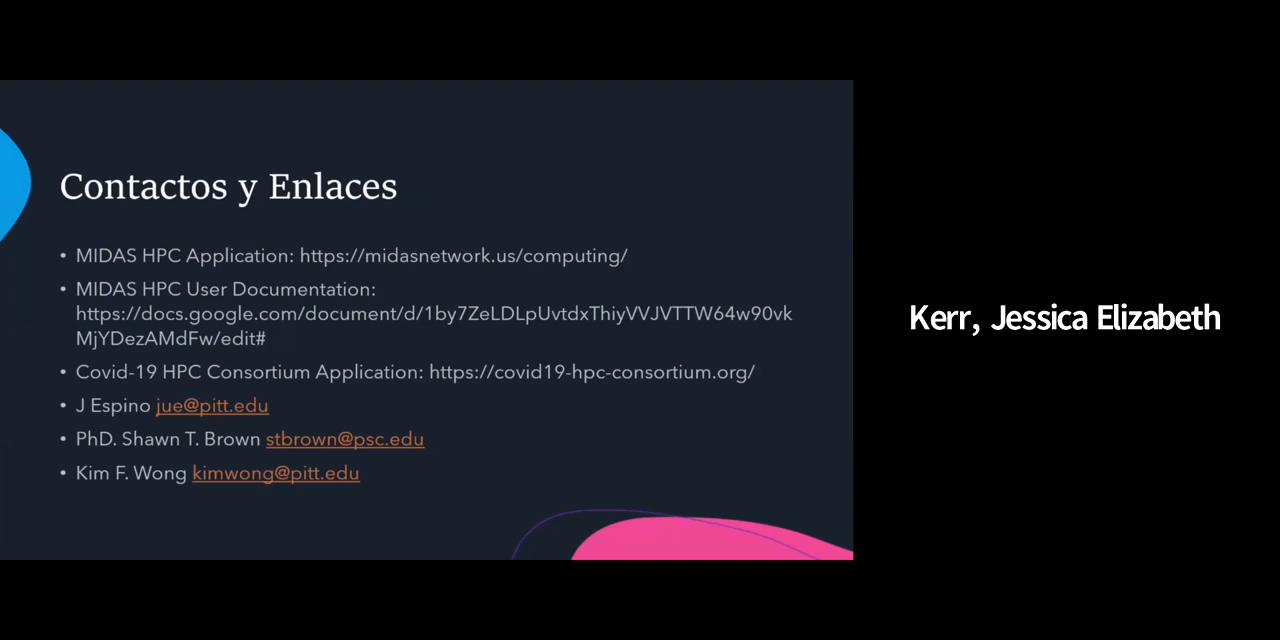 Contactos y Enlaces
• MIDAS HPC Application: https://midasnetwork.us/computing/
• MIDAS HPC User Documentation:
https://docs.google.com/document/d/1by7ZeLDLpUvtdxThiyVVJVTTW64w90vk
MjYDezAMdFw/edit#
• Covid-19 HPC Consortium Application: https://covid19-hpc-consortium.org/
• J Espino jue@pitt.edu
• PhD. Shawn T. Brown stbrown@psc.edu
• Kim F. Wong kimwong@pitt.edu
Kerr, Jessica Elizabeth